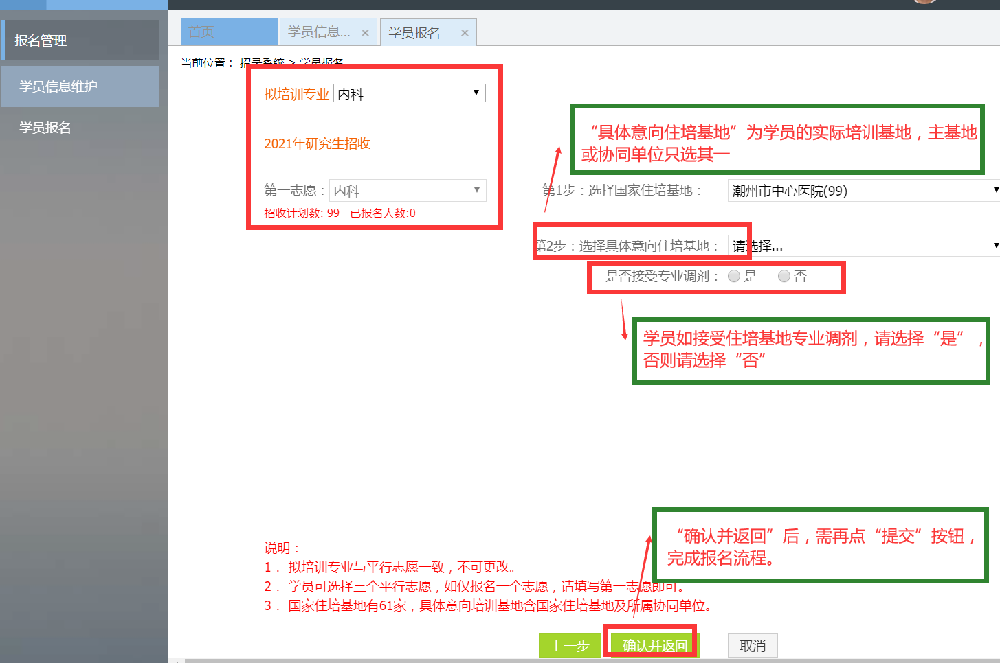 报名管理
学员信息维护
学员报名
首页
学员信息... ×
学员报名 ×
当前位置： 招录系统 > 学员报名
拟培训专业 内科
2021年研究生招收
第一志愿： 内科
招收计划数: 99 已报名人数:0
“具体意向住培基地”为学员的实际培训基地，主基地
或协同单位只选其一
第1步：选择国家住培基地： 潮州市中心医院(99)
第2步：选择具体意向住培基地： 请选择...
是否接受专业调剂： 是 否
学员如接受住培基地专业调剂，请选择“是”，
否则请选择“否”
“确认并返回”后，需再点“提交”按钮，
完成报名流程。
说明：
1． 拟培训专业与平行志愿一致，不可更改。
2． 学员可选择三个平行志愿，如仅报名一个志愿，请填写第一志愿即可。
3． 国家住培基地有61家，具体意向培训基地含国家住培基地及所属协同单位。
上一步 确认并返回 取消